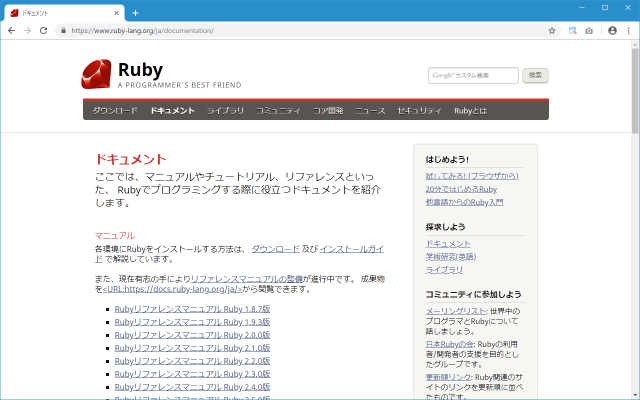 ドキュメント
https://www.ruby-lang.org/ja/documentation/
Ruby
A PROGRAMMER'S BEST FRIEND
Google カスタム検索
検索
ダウンロード ドキュメント ライブラリ コミュニティ コア開発 ニュース セキュリティ Rubyとは
ドキュメント
ここでは、マニュアルやチュートリアル、リファレンスといっ
た、 Rubyでプログラミングする際に役立つドキュメントを紹介
します。
マニュアル
各環境にRubyをインストールする方法は、 ダウンロード 及び インストールガイ
ド で解説しています。
また、現在有志の手によりリファレンスマニュアルの整備が進行中です。 成果物
を<URL:https://docs.ruby-lang.org/ja/>から閲覧できます。
Rubyリファレンスマニュアル Ruby 1.8.7版
Rubyリファレンスマニュアル Ruby 1.9.3版
Rubyリファレンスマニュアル Ruby 2.0.0版
Rubyリファレンスマニュアル Ruby 2.1.0版
Rubyリファレンスマニュアル Ruby 2.2.0版
Rubyリファレンスマニュアル Ruby 2.3.0版
Rubyリファレンスマニュアル Ruby 2.4.0版
Rubyリファレンスマニュアル Ruby 2.5.0版
はじめよう!
試してみる! (ブラウザから)
20分ではじめるRuby
他言語からのRuby入門
探求しよう
ドキュメント
学術研究(英語)
ライブラリ
コミュニティに参加しよう
メーリングリスト: 世界中の
プログラマとRubyについて
話しましょう。
日本Rubyの会: Rubyの利用
者/開発者の支援を目的とし
たグループです。
更新順リンク: Ruby関連のサ
イトのリンクを更新順に並べ
たものです。